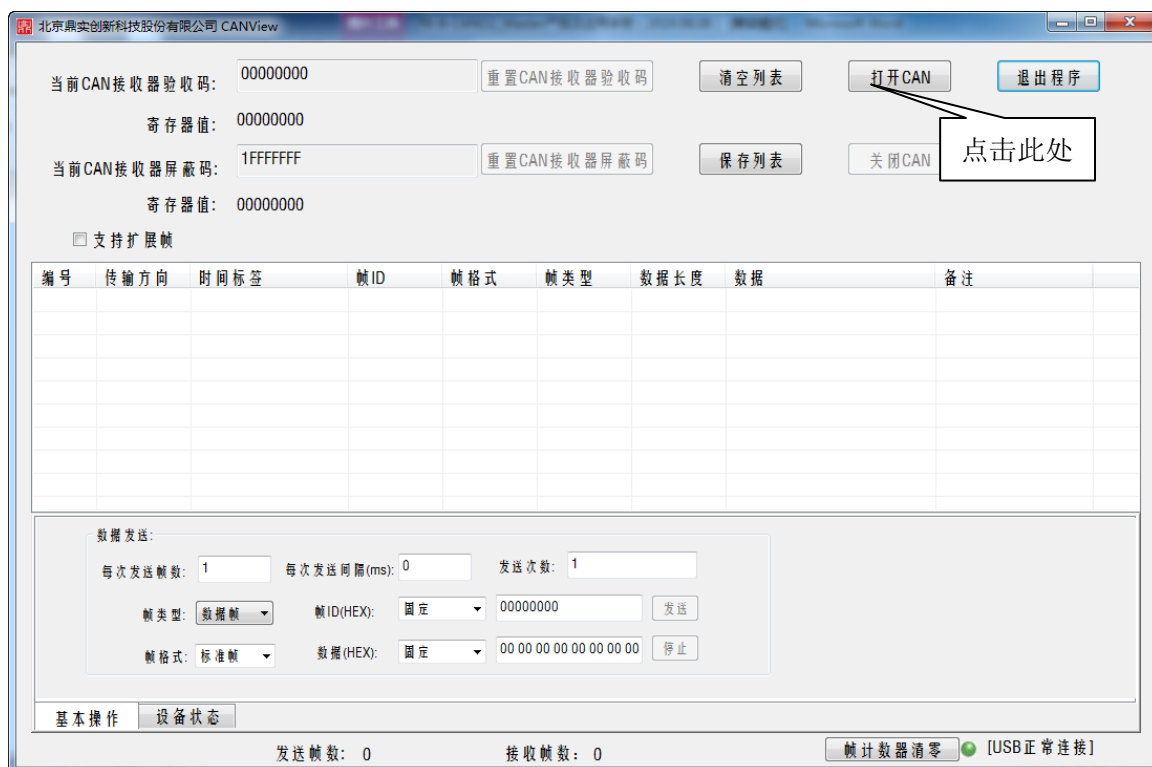 北京鼎实创新科技股份有限公司 CANView
当前CAN接收器验收码: 00000000 重置CAN接收器验收码 清空列表 打开CAN 退出程序
寄存器值: 00000000
点击此处
当前CAN接收器屏蔽码: 1FFFFFFF 重置CAN接收器屏蔽码 保存列表 关闭CAN
寄存器值: 00000000
支持扩展帧
编号 传输方向 时间标签 帧ID 帧格式 帧类型 数据长度 数据 备注
数据发送:
每次发送帧数: 1 每次发送间隔(ms): 0 发送次数: 1
帧类型: 数据帧 帧ID(HEX): 固定 00000000 发送
帧格式: 标准帧 数据(HEX): 固定 00 00 00 00 00 00 00 00 停止
基本操作 设备状态
发送帧数: 0 接收帧数: 0 帧计数器清零 [USB正常连接]